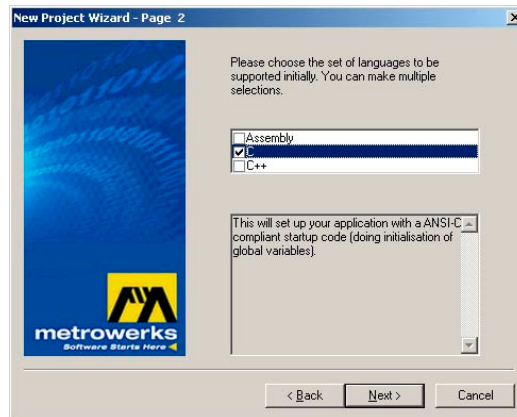 New Project Wizard - Page 2
Please choose the set of languages to be
supported initially. You can make multiple
selections.
Assembly
C
C++
This will set up your application with a ANSI-C
compliant startup code (doing initialisation of
global variables).
metrowerks
Software Starts Here
< Back
Next >
Cancel